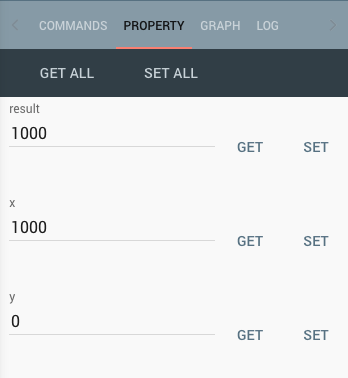 COMMANDS PROPERTY GRAPH LOG
GET ALL SET ALL
result
1000 GET SET
x
1000 GET SET
y
0 GET SET